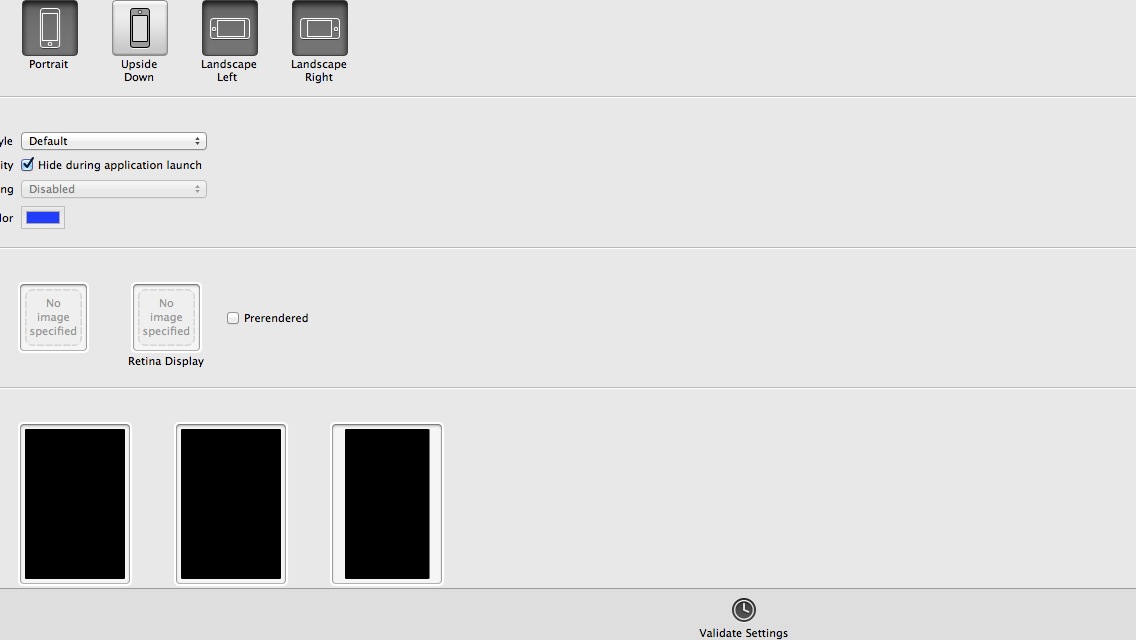 Portrait
Upside
Down
Landscape
Left
Landscape
Right
yle
Default
ity
Hide during application launch
ng
Disabled
lor
No
image
specified
No
image
specified
Prerendered
Retina Display
Validate Settings